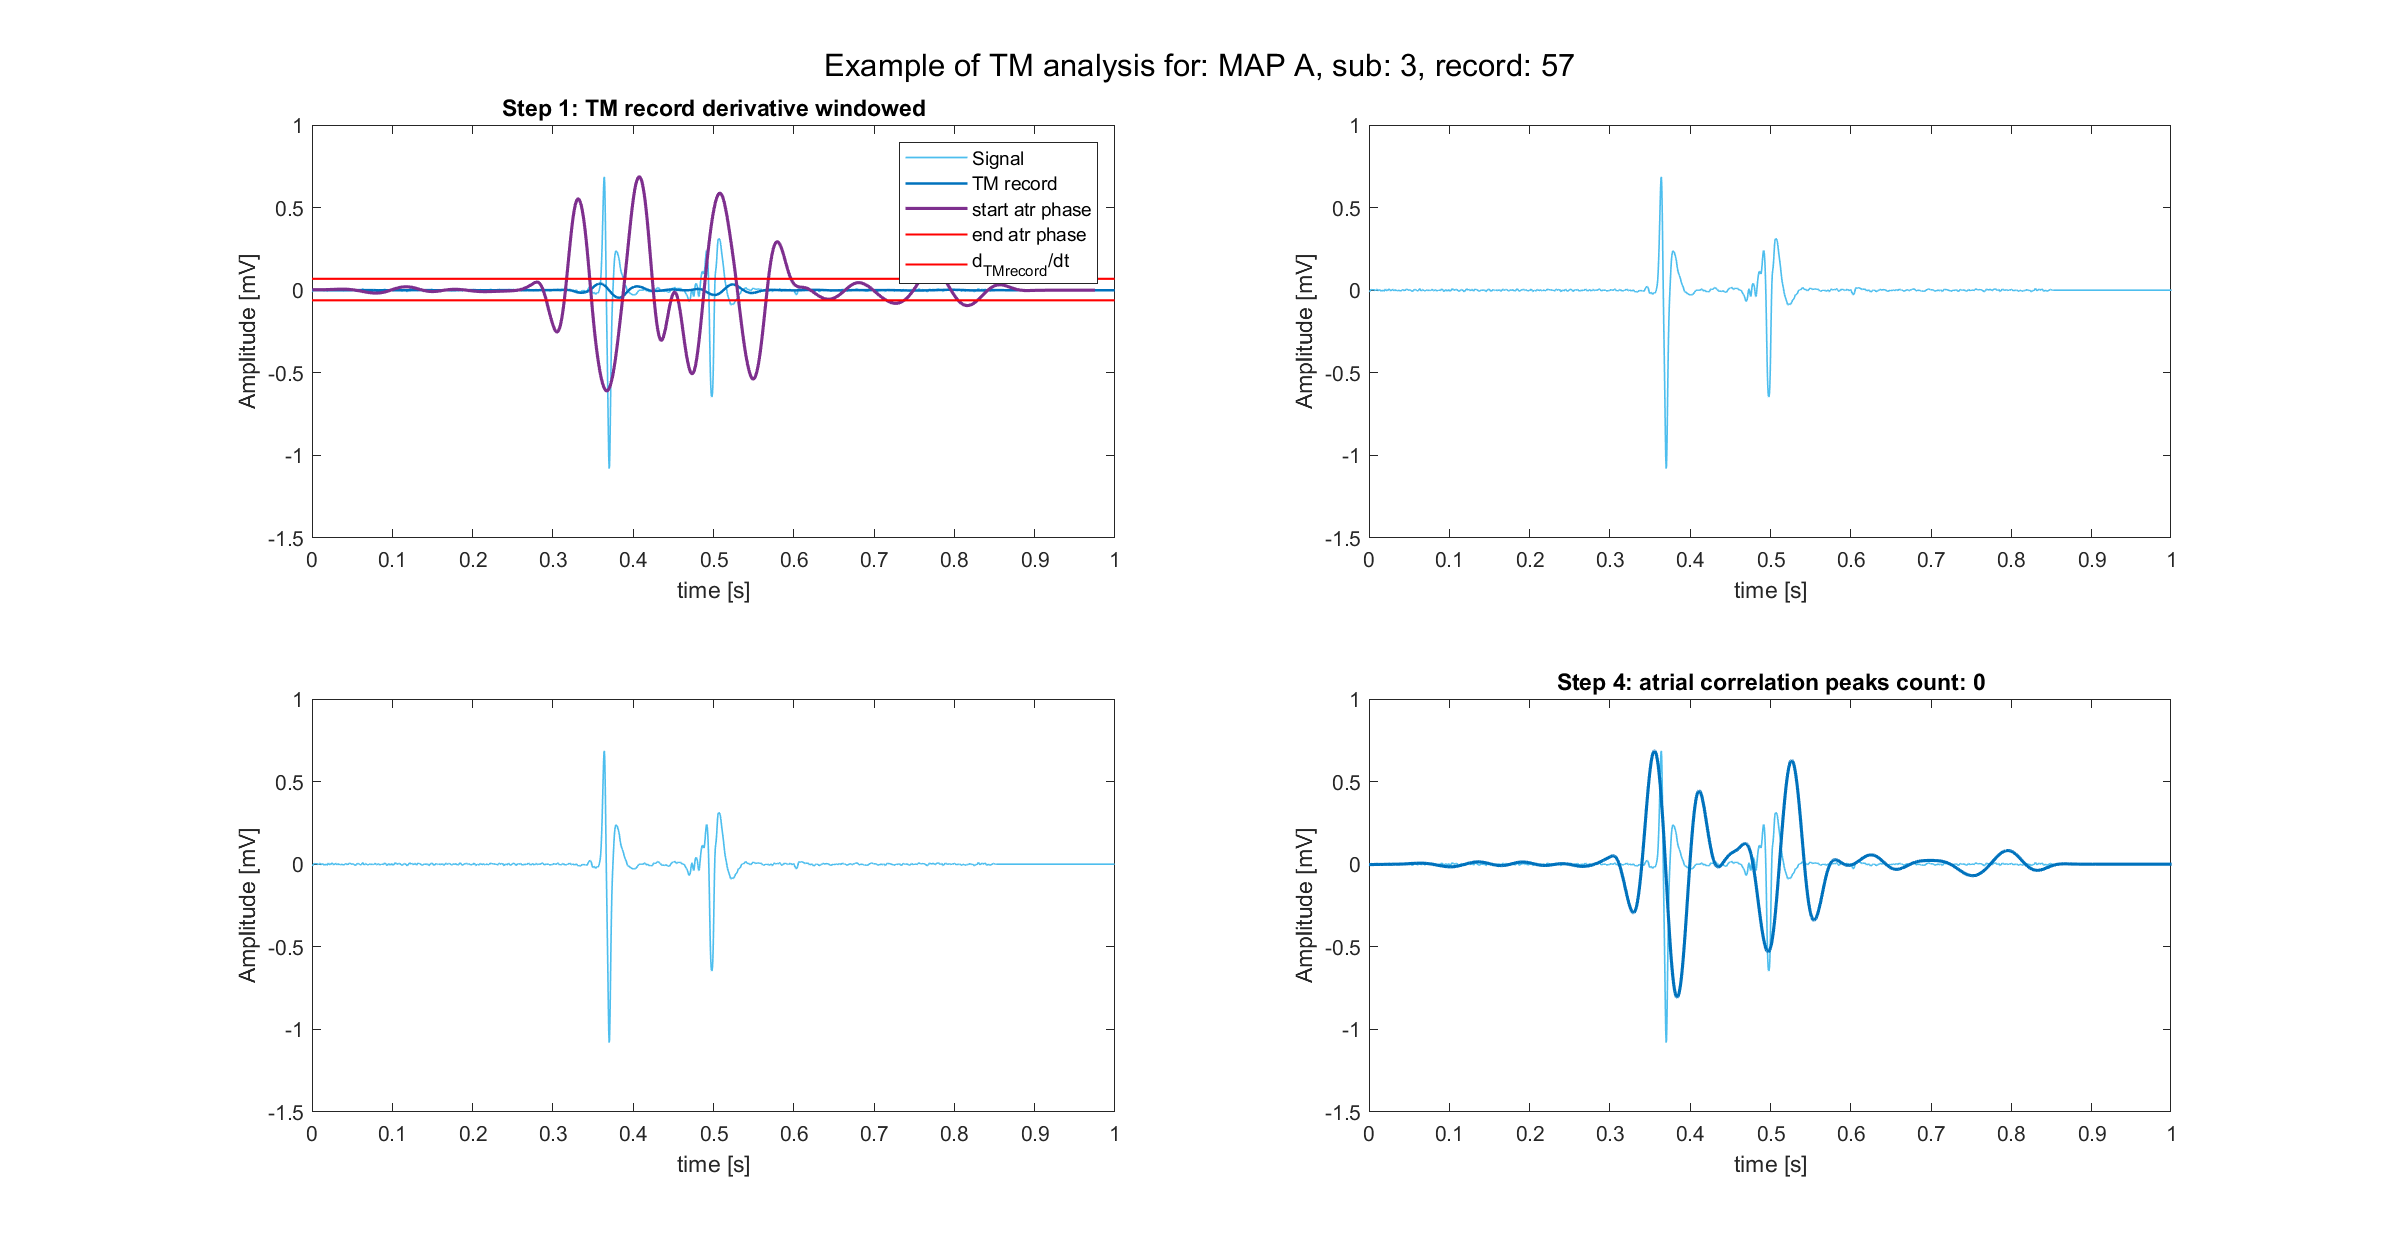 Example of TM analysis for: MAP A, sub: 3, record: 57
Step 1: TM record derivative windowed
Signal
TM record
start atr phase
end atr phase
d_TMrecord/dt
Amplitude [mV]
1
0.5
0
-0.5
-1
-1.5
0 0.1 0.2 0.3 0.4 0.5 0.6 0.7 0.8 0.9 1
time [s]
Amplitude [mV]
1
0.5
0
-0.5
-1
-1.5
0 0.1 0.2 0.3 0.4 0.5 0.6 0.7 0.8 0.9 1
time [s]
Amplitude [mV]
1
0.5
0
-0.5
-1
-1.5
0 0.1 0.2 0.3 0.4 0.5 0.6 0.7 0.8 0.9 1
time [s]
Step 4: atrial correlation peaks count: 0
Amplitude [mV]
1
0.5
0
-0.5
-1
-1.5
0 0.1 0.2 0.3 0.4 0.5 0.6 0.7 0.8 0.9 1
time [s]